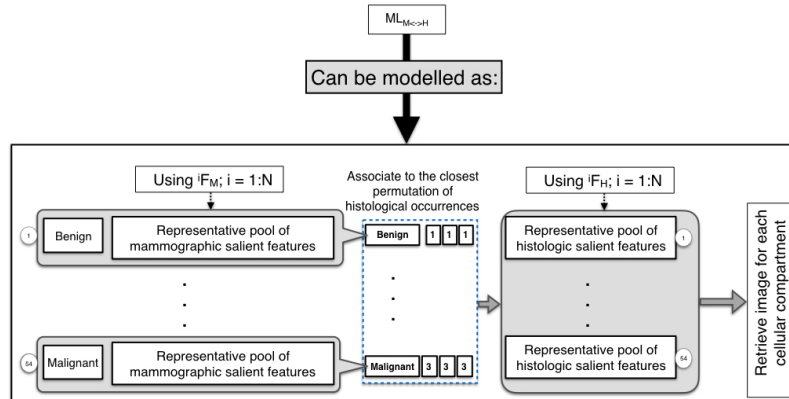 ML M<->H
Can be modelled as:
Using iFM; i = 1:N
Associate to the closest
permutation of
histological occurrences
Using iFH; i = 1:N
1
Benign
Representative pool of
mammographic salient features
Benign 1 1 1
Representative pool of
histologic salient features
1
54
Malignant
Representative pool of
mammographic salient features
Malignant 3 3 3
Representative pool of
histologic salient features
54
Retrieve image for each
cellular compartment